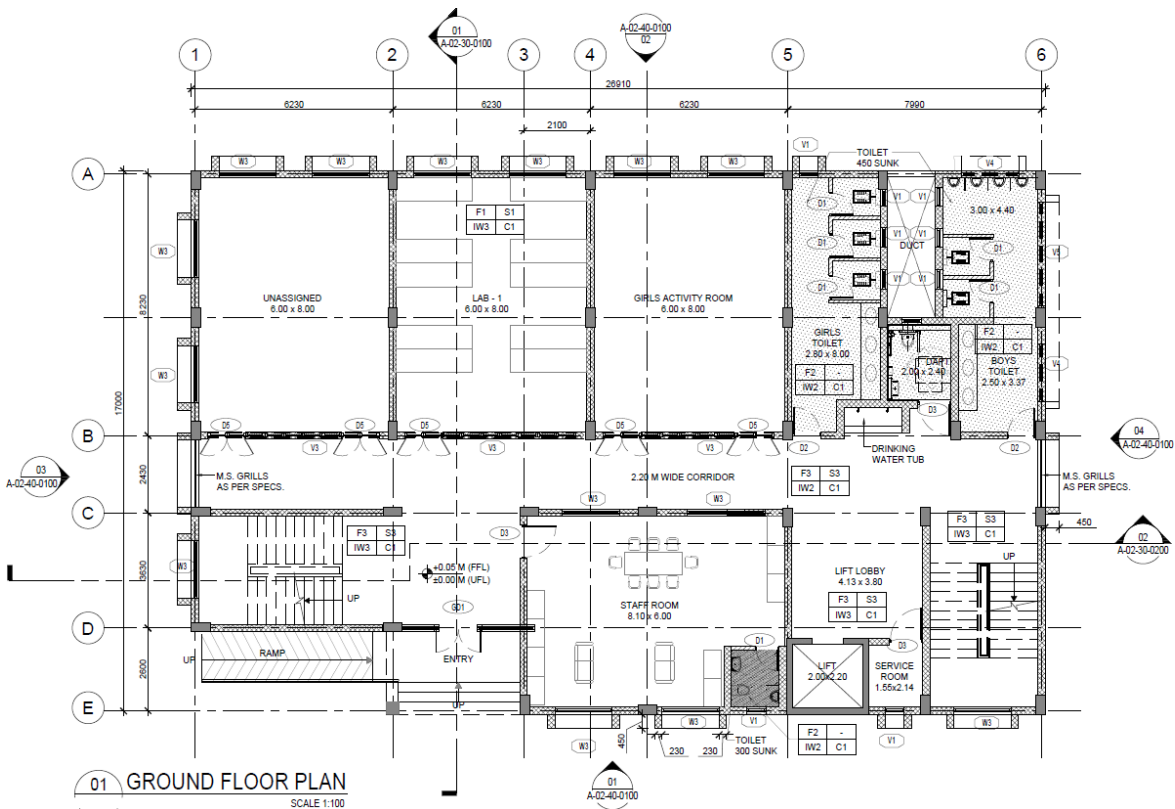 01
A-02-30-0100
A-02-40-0100
02
1
2
3
4
5
6
26910
6230
6230
6230
7990
2100
V1
TOILET
450 SUNK
V4
W3
W3
W3
W3
W3
W3
A
F1
S1
IW3
C1
D1
V1
V1
3.00 x 4.40
W3
D1
V1
V1
D1
V5
DUCT
8230
UNASSIGNED
6.00 x 8.00
LAB - 1
6.00 x 8.00
GIRLS ACTIVITY ROOM
6.00 x 8.00
D1
V1
V1
D1
GIRLS
TOILET
2.80 x 8.00
F2
-
IW2
C1
2.00 x 2.40
F2
-
IW2
C1
BOYS
TOILET
2.50 x 3.37
V4
W3
17000
D3
D5
D5
D5
D5
D5
D5
B
V3
V3
V3
D2
D2
DRINKING
WATER TUB
04
A-02-40-0100
03
A-02-40-0100
2430
M.S. GRILLS
AS PER SPECS.
2.20 M WIDE CORRIDOR
F3
S3
IW2
C1
M.S. GRILLS
AS PER SPECS.
W3
W3
C
450
F3
S3
IW3
C1
D3
F3
S3
IW3
C1
02
A-02-30-0200
3630
W3
+0.05 M (FFL)
±0.00 M (UFL)
UP
UP
LIFT LOBBY
4.13 x 3.80
F3
S3
IW3
C1
STAFF ROOM
8.10 x 6.00
GD1
D
D1
D3
2600
UP
RAMP
ENTRY
LIFT
2.00x2.20
SERVICE
ROOM
1.55x2.14
UP
E
W3
W3
V1
V1
W3
450
230
230
TOILET
300 SUNK
F2
-
IW2
C1
01
A-02-40-0100
01
GROUND FLOOR PLAN
SCALE 1:100